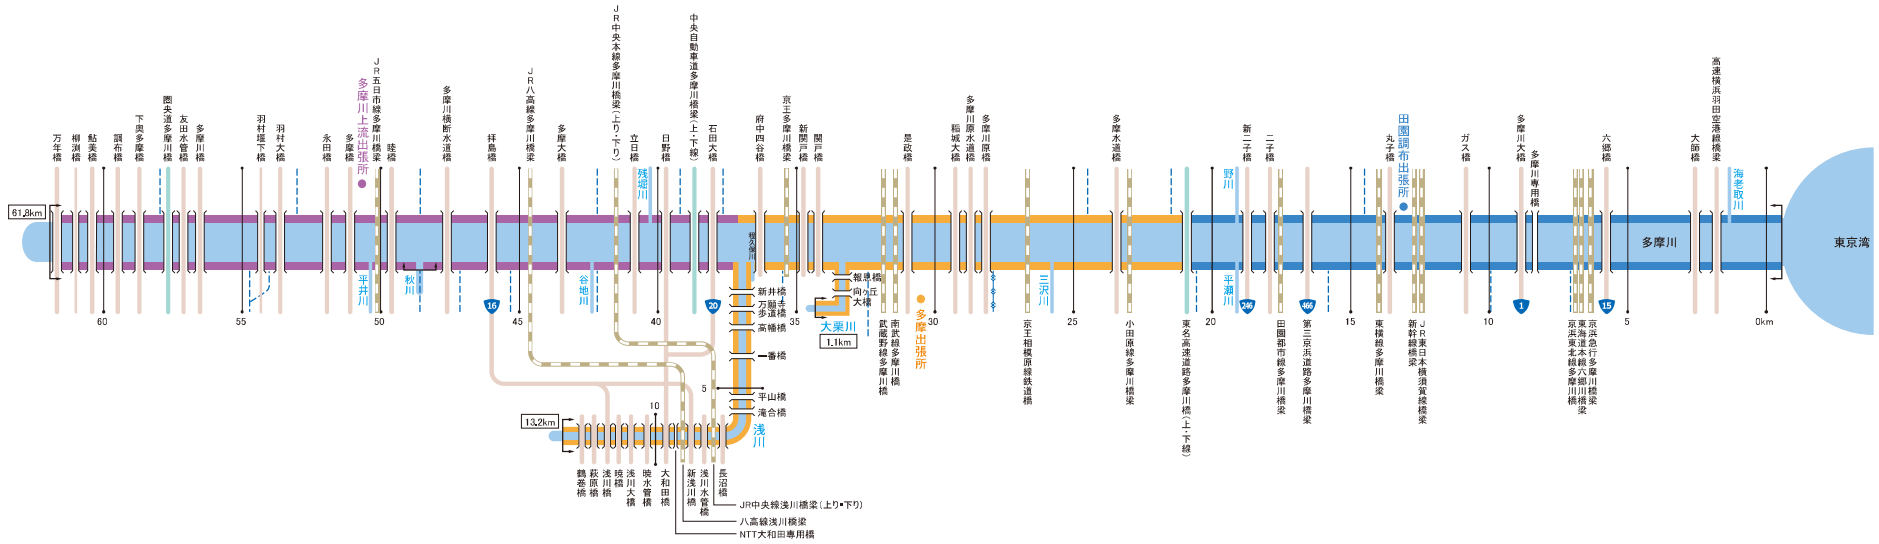 61.8km
万年橋
柳渕橋
鮎美橋
調布橋
下奥多摩橋
圏央道多摩川橋
友田水管橋
多摩川橋
羽村堰下橋
羽村大橋
永田橋
多摩橋
多摩川上流出張所
JR五日市線多摩川橋梁
睦橋
多摩川横断水道橋
拝島橋
JR八高線多摩川橋梁
多摩大橋
JR中央本線多摩川橋梁(上り・下り)
立日橋
残堀川
日野橋
中央自動車道多摩川橋梁(上・下線)
石田大橋
府中四谷橋
京王多摩川橋梁
新関戸橋
関戸橋
是政橋
稲城大橋
多摩川原水道橋
多摩川原橋
多摩水道橋
野川
新二子橋
二子橋
丸子橋
田園調布出張所
ガス橋
多摩川大橋
多摩川専用橋
六郷橋
大師橋
高速横浜羽田空港線橋梁
海老取川
程久保川
多摩川
東京湾
平井川
秋川
谷地川
三沢川
平瀬川
16
20
246
466
1
15
60
55
50
45
40
35
30
25
20
15
10
5
0km
武蔵野線多摩川橋
南武線多摩川橋
多摩出張所
京王相模原線鉄道橋
小田原線多摩川橋梁
東名高速道路多摩川橋(上・下線)
田園都市線多摩川橋梁
第三京浜道路多摩川橋
東横線多摩川橋梁
新幹線橋梁
JR東日本横須賀線橋梁
京浜東北線多摩川橋
東海道本線六郷川橋梁
京浜急行多摩川橋梁
報恩橋
向ヶ丘
大橋
大栗川
1.1km
新井橋
万願寺
歩道橋
高幡橋
一番橋
5
平山橋
滝合橋
浅川
10
13.2km
鶴巻橋
萩原橋
浅川橋
暁橋
浅川大橋
暁水管橋
大和田橋
新浅川橋
浅川水管橋
長沼橋
JR中央線浅川橋梁(上り・下り)
八高線浅川橋梁
NTT大和田専用橋